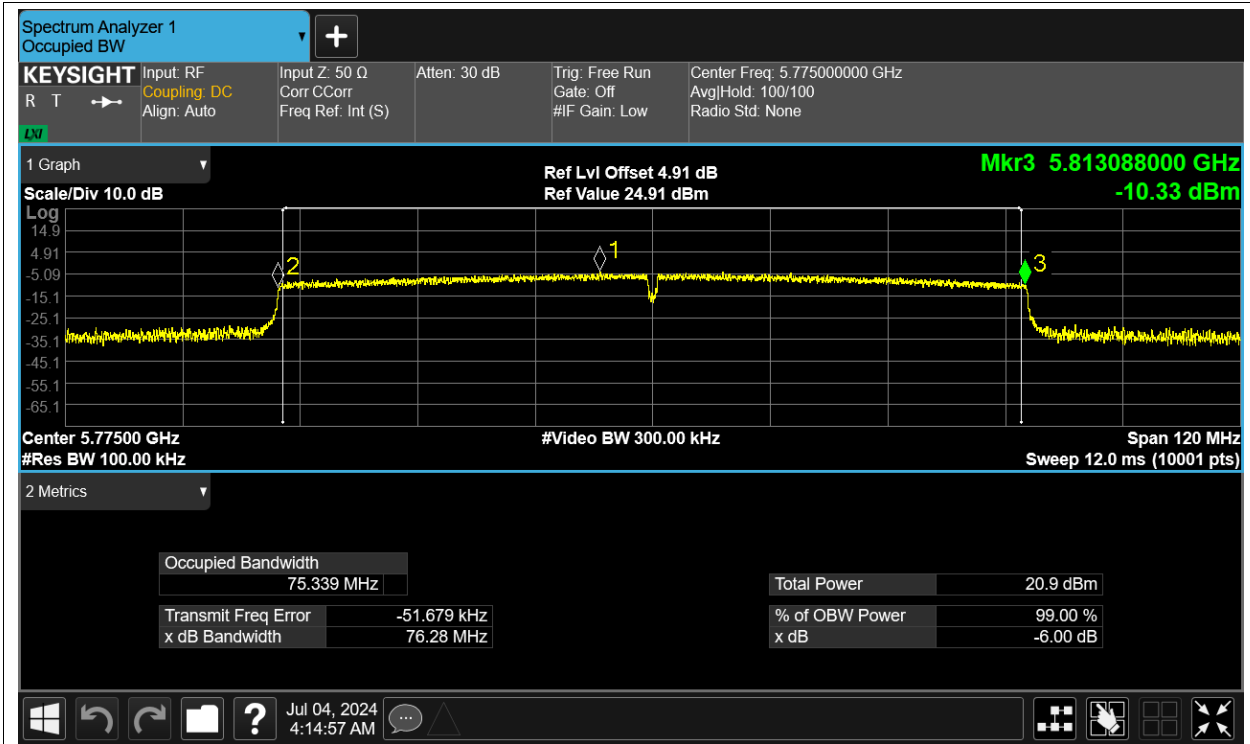 Spectrum Analyzer 1
Occupied BW
KEYSIGHT
R T
LXI
Input: RF
Coupling: DC
Align: Auto
Input Z: 50 Ω
Corr CCorr
Freq Ref: Int (S)
Atten: 30 dB
Trig: Free Run
Gate: Off
#IF Gain: Low
Center Freq: 5.775000000 GHz
Avg|Hold: 100/100
Radio Std: None
1 Graph
Scale/Div 10.0 dB
Ref Lvl Offset 4.91 dB
Ref Value 24.91 dBm
Mkr3 5.813088000 GHz
-10.33 dBm
Log
14.9
4.91
-5.09
-15.1
-25.1
-35.1
-45.1
-55.1
-65.1
2
1
3
Center 5.77500 GHz
#Res BW 100.00 kHz
#Video BW 300.00 kHz
Span 120 MHz
Sweep 12.0 ms (10001 pts)
2 Metrics
Occupied Bandwidth
75.339 MHz
Transmit Freq Error -51.679 kHz
x dB Bandwidth 76.28 MHz
Total Power 20.9 dBm
% of OBW Power 99.00 %
x dB -6.00 dB
?
Jul 04, 2024
4:14:57 AM